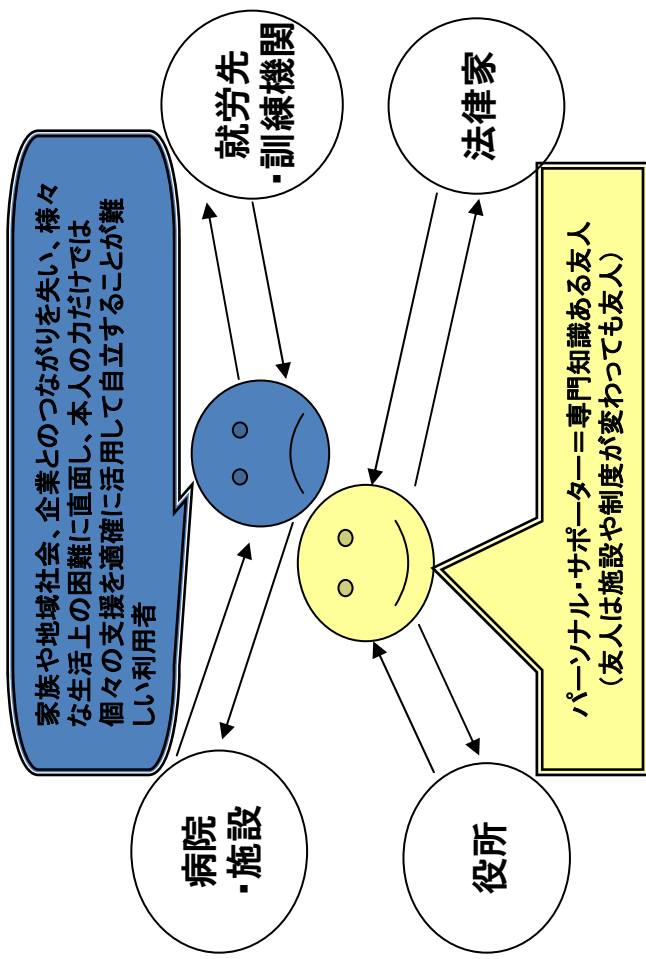 家族や地域社会、企業とのつながりを失い、様々
な生活上の困難に直面し、本人の力だけでは
個々の支援を適確に活用して自立することが難
しい利用者
病院
・施設
就労先
・訓練機関
役所
法律家
パーソナル・サポーター＝専門知識ある友人
（友人は施設や制度が変わっても友人）